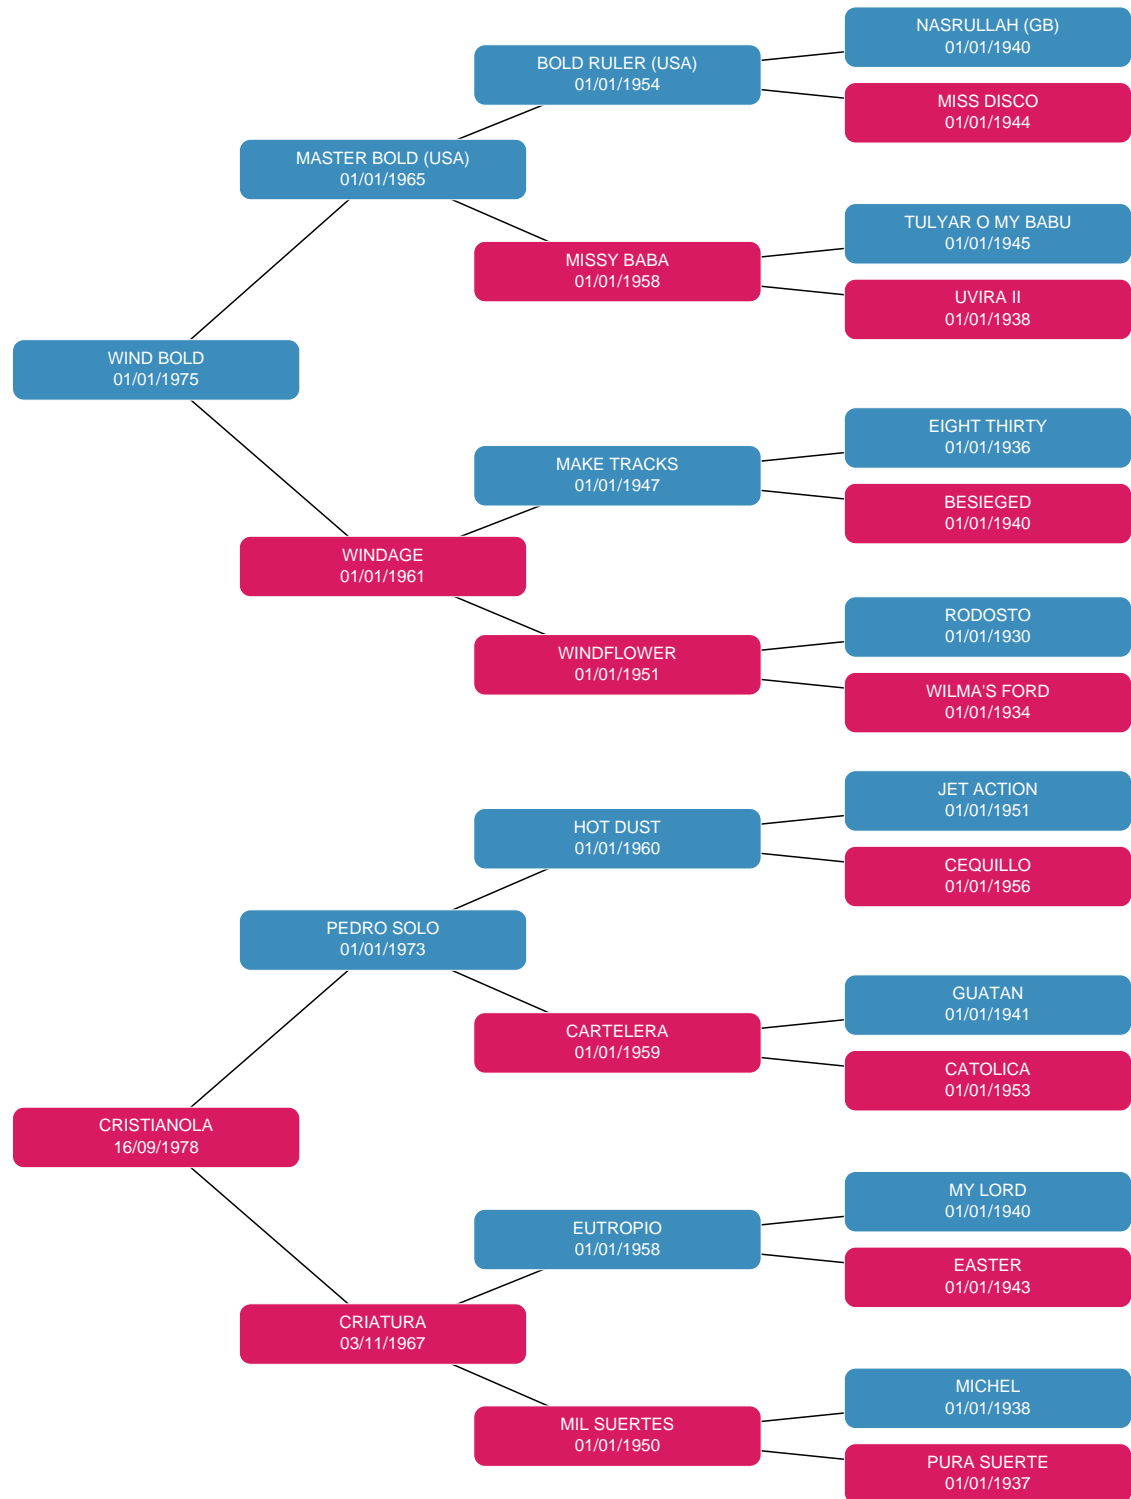 NASRULLAH (GB)
01/01/1940
BOLD RULER (USA)
01/01/1954
MISS DISCO
01/01/1944
MASTER BOLD (USA)
01/01/1965
TULYAR O MY BABU
01/01/1945
MISSY BABA
01/01/1958
UVIRA II
01/01/1938
WIND BOLD
01/01/1975
EIGHT THIRTY
01/01/1936
MAKE TRACKS
01/01/1947
BESIEGED
01/01/1940
WINDAGE
01/01/1961
RODOSTO
01/01/1930
WINDFLOWER
01/01/1951
WILMA'S FORD
01/01/1934
JET ACTION
01/01/1951
HOT DUST
01/01/1960
CEQUILLO
01/01/1956
PEDRO SOLO
01/01/1973
GUATAN
01/01/1941
CARTELERA
01/01/1959
CATOLICA
01/01/1953
CRISTIANOLA
16/09/1978
MY LORD
01/01/1940
EUTROPIO
01/01/1958
EASTER
01/01/1943
CRIATURA
03/11/1967
MICHEL
01/01/1938
MIL SUERTES
01/01/1950
PURA SUERTE
01/01/1937